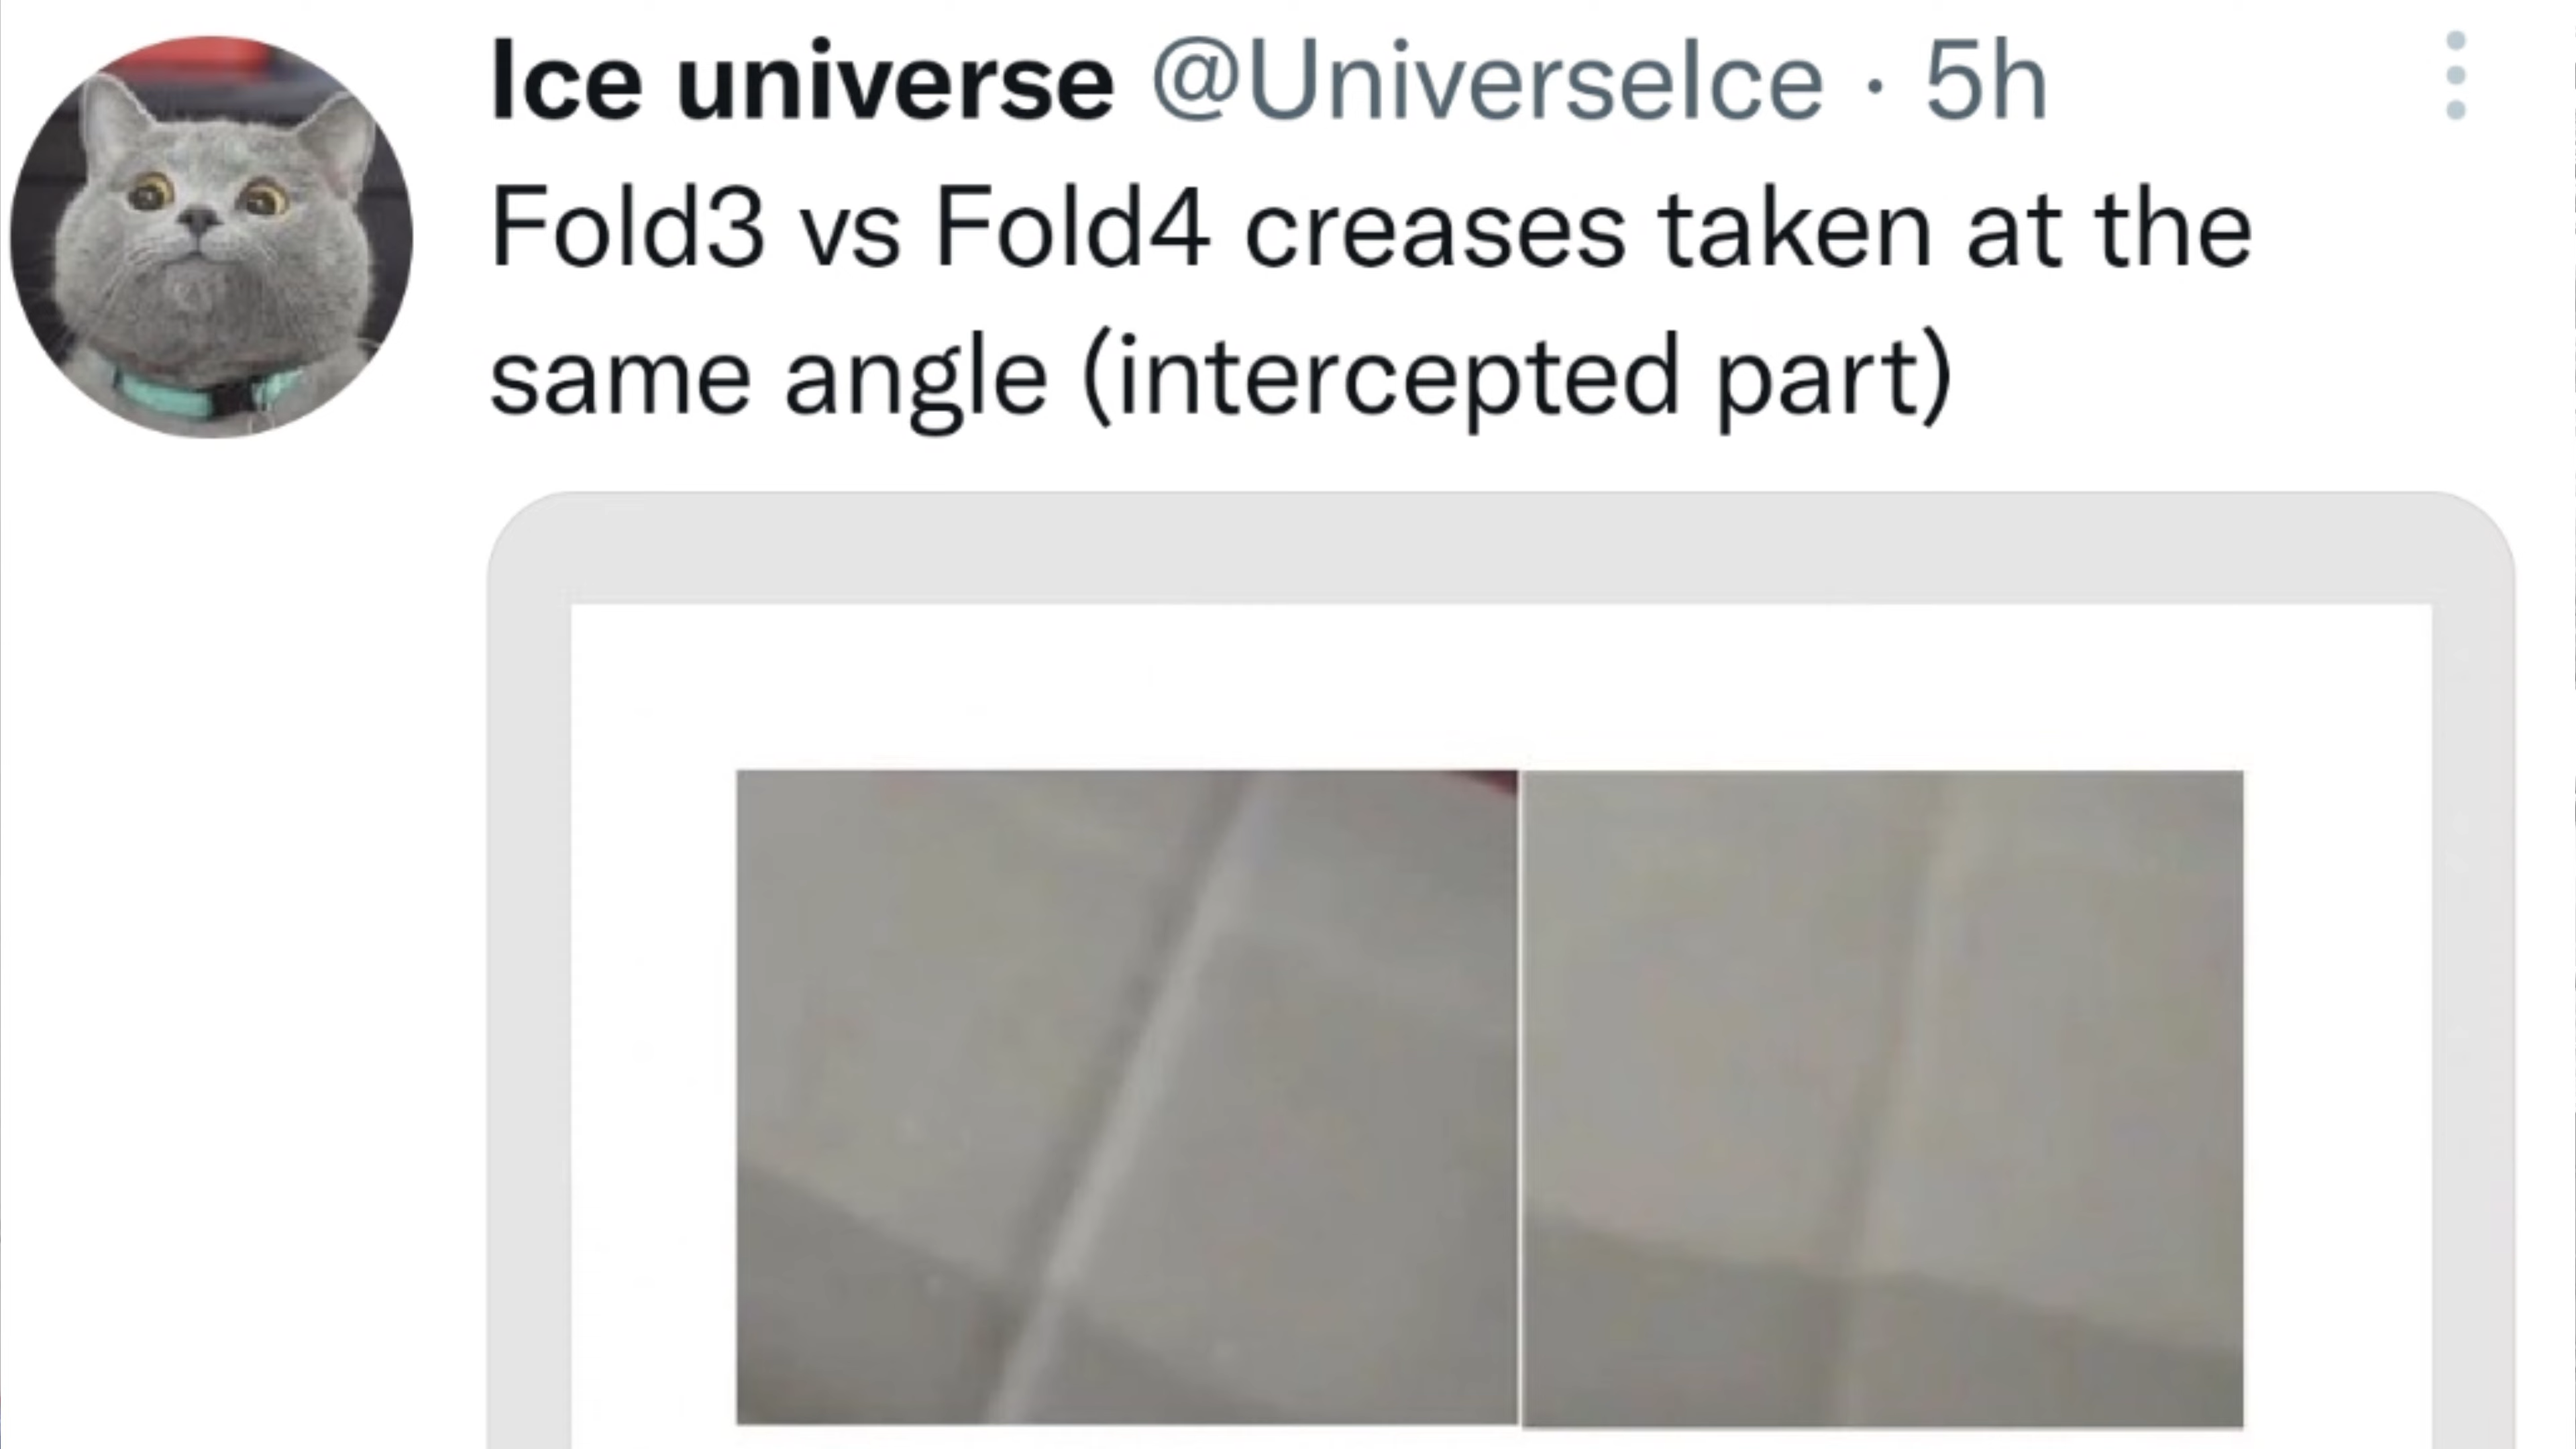 Ice universe @UniverseIce · 5h
Fold3 vs Fold4 creases taken at the
same angle (intercepted part)